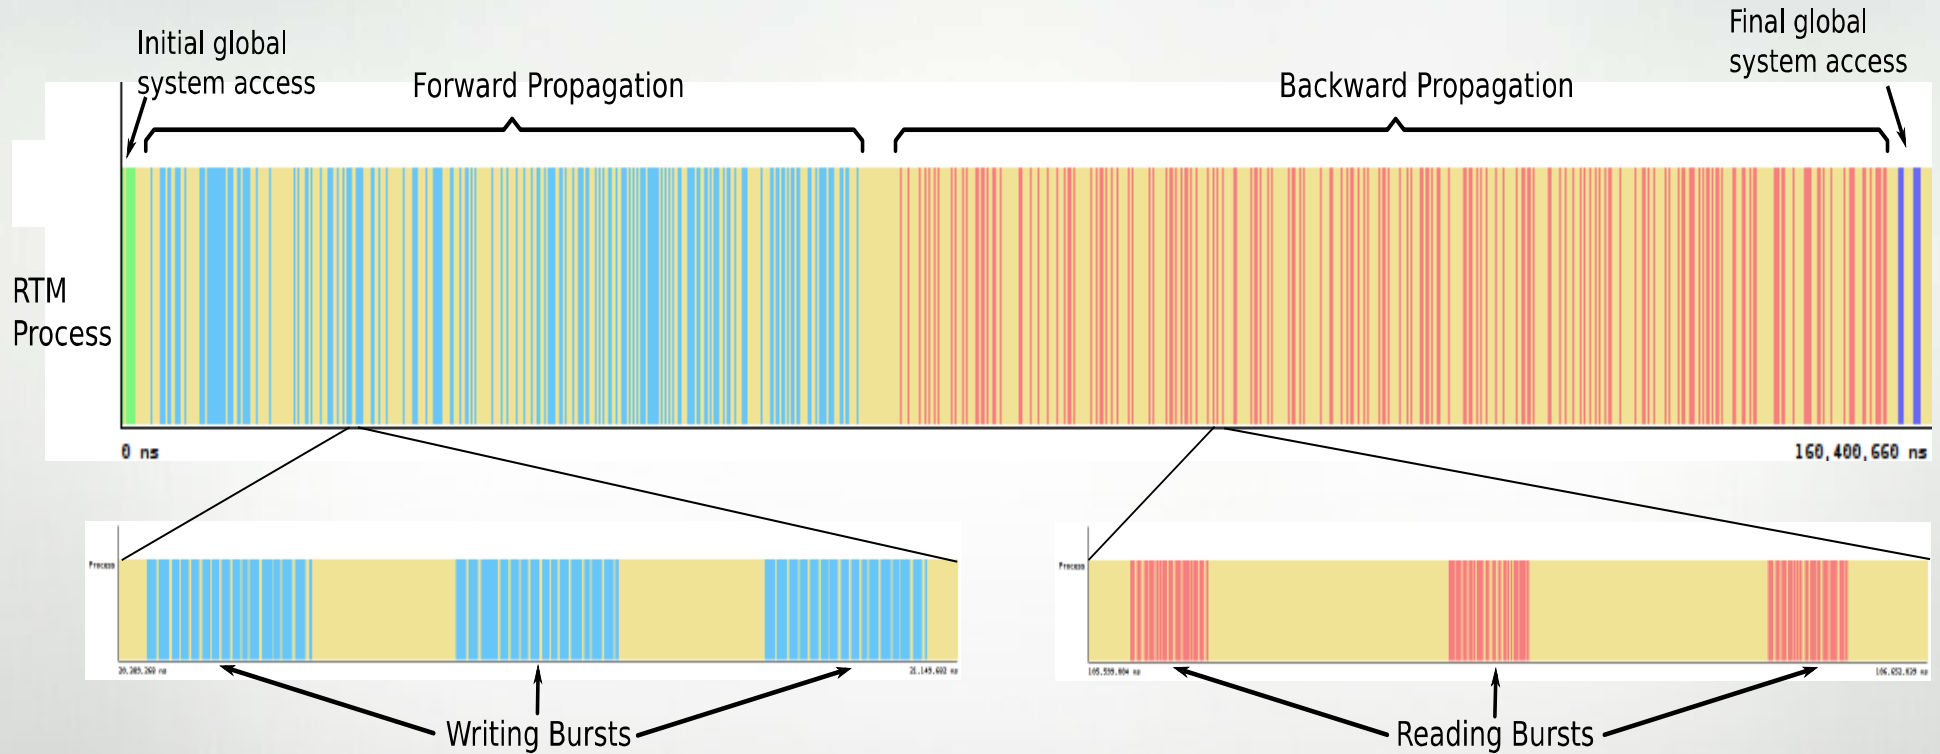 Initial global
system access
Forward Propagation
Backward Propagation
Final global
system access
RTM
Process
0 ns
160,400,660 ns
Process
Process
Writing Bursts
Reading Bursts